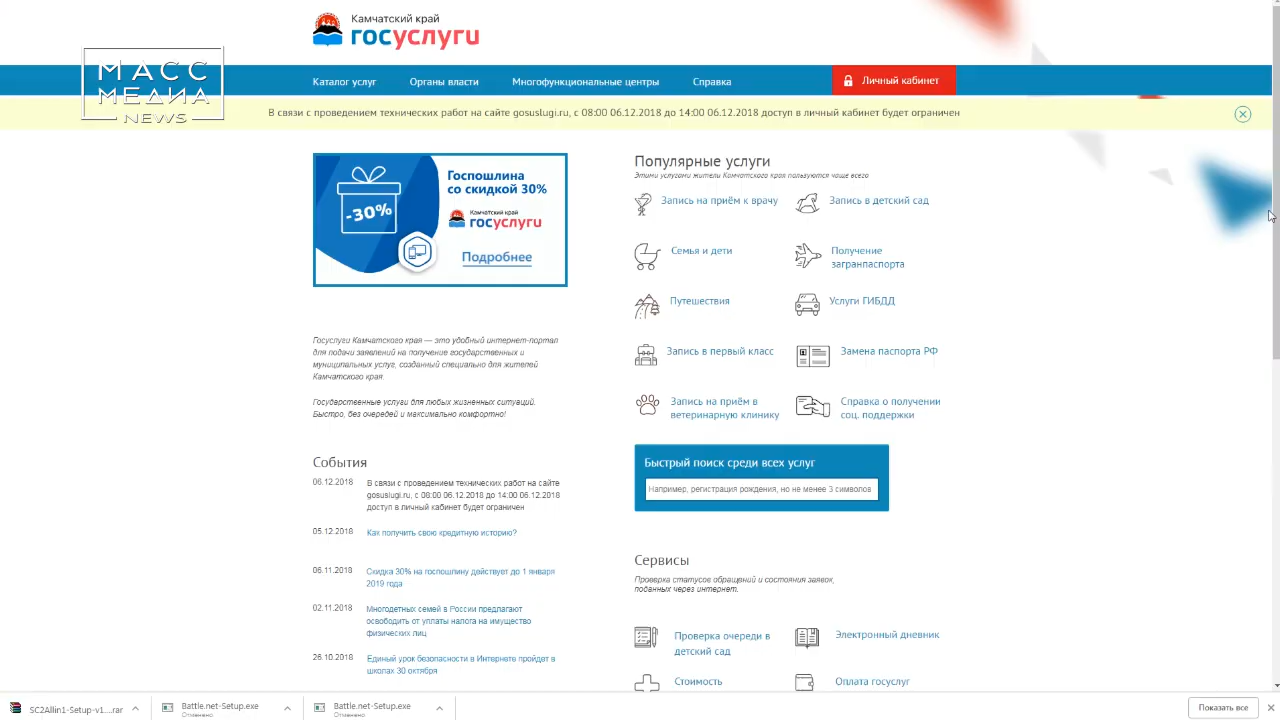 Камчатский край
госуслуги
МАСС
МЕДИА
NEWS
Каталог услуг
Органы власти
Многофункциональные центры
Справка
Личный кабинет
В связи с проведением технических работ на сайте gosuslugi.ru, с 08:00 06.12.2018 до 14:00 06.12.2018 доступ в личный кабинет будет ограничен
Госпошлина
со скидкой 30%
-30%
Камчатский край
госуслуги
Подробнее
Госуслуги Камчатского края — это удобный интернет-портал
для подачи заявлений на получение государственных и
муниципальных услуг, созданный специально для жителей
Камчатского края.
Государственные услуги для любых жизненных ситуаций.
Быстро, без очередей и максимально комфортно!
События
06.12.2018
В связи с проведением технических работ на сайте
gosuslugi.ru, с 08:00 06.12.2018 до 14:00 06.12.2018
доступ в личный кабинет будет ограничен
05.12.2018
Как получить свою кредитную историю?
06.11.2018
Скидка 30% на госпошлину действует до 1 января
2019 года
02.11.2018
Многодетных семей в России предлагают
освободить от уплаты налога на имущество
физических лиц
26.10.2018
Единый урок безопасности в Интернете пройдет в
школах 30 октября
Популярные услуги
Этими услугами жители Камчатского края пользуются чаще всего
Запись на приём к врачу
Запись в детский сад
Семья и дети
Получение
загранпаспорта
Путешествия
Услуги ГИБДД
Запись в первый класс
Замена паспорта РФ
Запись на приём в
ветеринарную клинику
Справка о получении
соц. поддержки
Быстрый поиск среди всех услуг
Например, регистрация рождения, но не менее 3 символов
Сервисы
Проверка статусов обращений и состояния заявок,
поданных через интернет.
Проверка очереди в
детский сад
Электронный дневник
Стоимость
Оплата госуслуг
SC2Allin1-Setup-v1....rar
Battle.net-Setup.exe
Отменено
Battle.net-Setup.exe
Отменено
Показать все